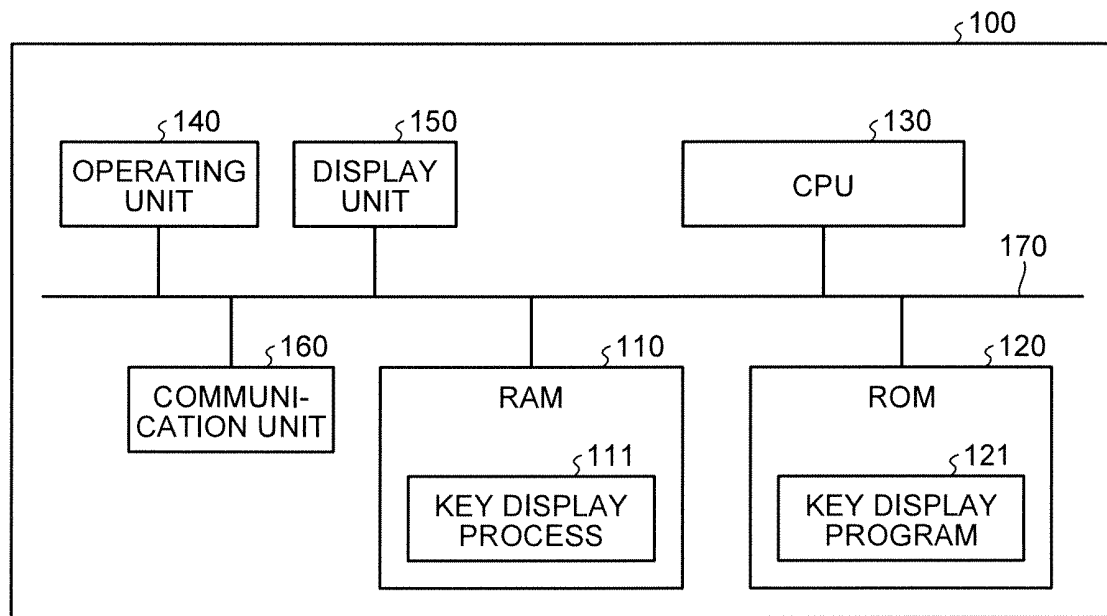 100
140
150
130
OPERATING
UNIT
DISPLAY
UNIT
CPU
170
160
110
120
COMMUNI-
CATION UNIT
RAM
ROM
111
121
KEY DISPLAY
PROCESS
KEY DISPLAY
PROGRAM